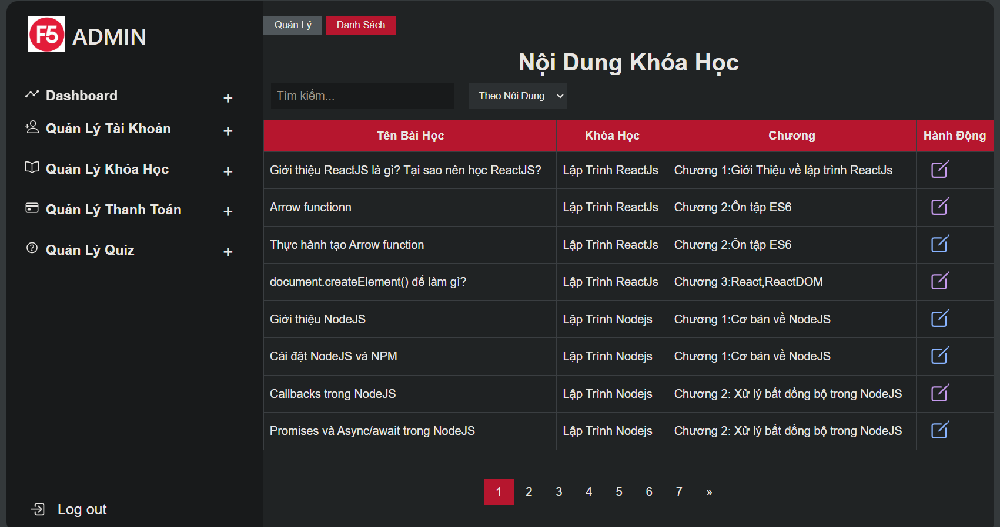 F5 ADMIN
Dashboard +
Quản Lý Tài Khoản +
Quản Lý Khóa Học +
Quản Lý Thanh Toán +
Quản Lý Quiz +
Log out
Quản Lý Danh Sách
Nội Dung Khóa Học
Tìm kiếm... Theo Nội Dung
Tên Bài Học Khóa Học Chương Hành Động
Giới thiệu ReactJS là gì? Tại sao nên học ReactJS? Lập Trình ReactJs Chương 1:Giới Thiệu về lập trình ReactJs
Arrow functionn Lập Trình ReactJs Chương 2:Ôn tập ES6
Thực hành tạo Arrow function Lập Trình ReactJs Chương 2:Ôn tập ES6
document.createElement() để làm gì? Lập Trình ReactJs Chương 3:React,ReactDOM
Giới thiệu NodeJS Lập Trình Nodejs Chương 1:Cơ bản về NodeJS
Cài đặt NodeJS và NPM Lập Trình Nodejs Chương 1:Cơ bản về NodeJS
Callbacks trong NodeJS Lập Trình Nodejs Chương 2: Xử lý bất đồng bộ trong NodeJS
Promises và Async/await trong NodeJS Lập Trình Nodejs Chương 2: Xử lý bất đồng bộ trong NodeJS
1 2 3 4 5 6 7 »